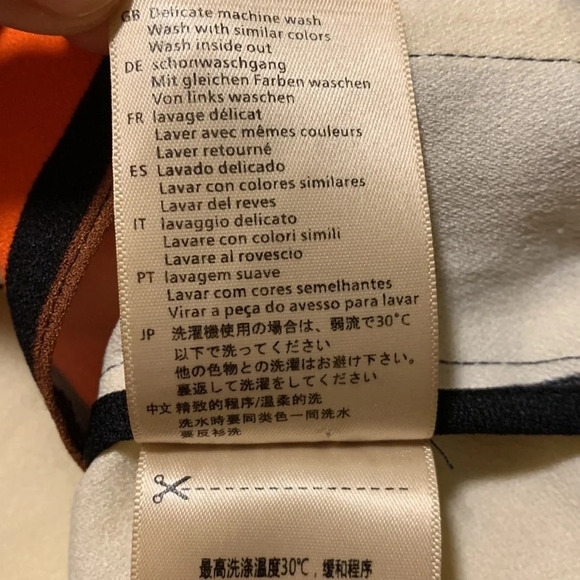 GB Delicate machine wash
Wash with similar colors
Wash inside out
DE schonwaschgang
Mit gleichen Farben waschen
Von links waschen
FR lavage délicat
Laver avec mêmes couleurs
Laver retourné
ES Lavado delicado
Lavar con colores similares
Lavar del reves
IT lavaggio delicato
Lavare con colori simili
Lavare al rovescio
PT lavagem suave
Lavar com cores semelhantes
Virar a peça do avesso para lavar
JP 洗濯機使用の場合は、弱流で30°C
以下で洗ってください
他の色物との洗濯はお避け下さい。
裏返して洗濯をしてください
中文 精致的程序/温柔的洗
洗水時要同类色一同洗水
要反衫洗
最高洗涤温度30℃，缓和程序